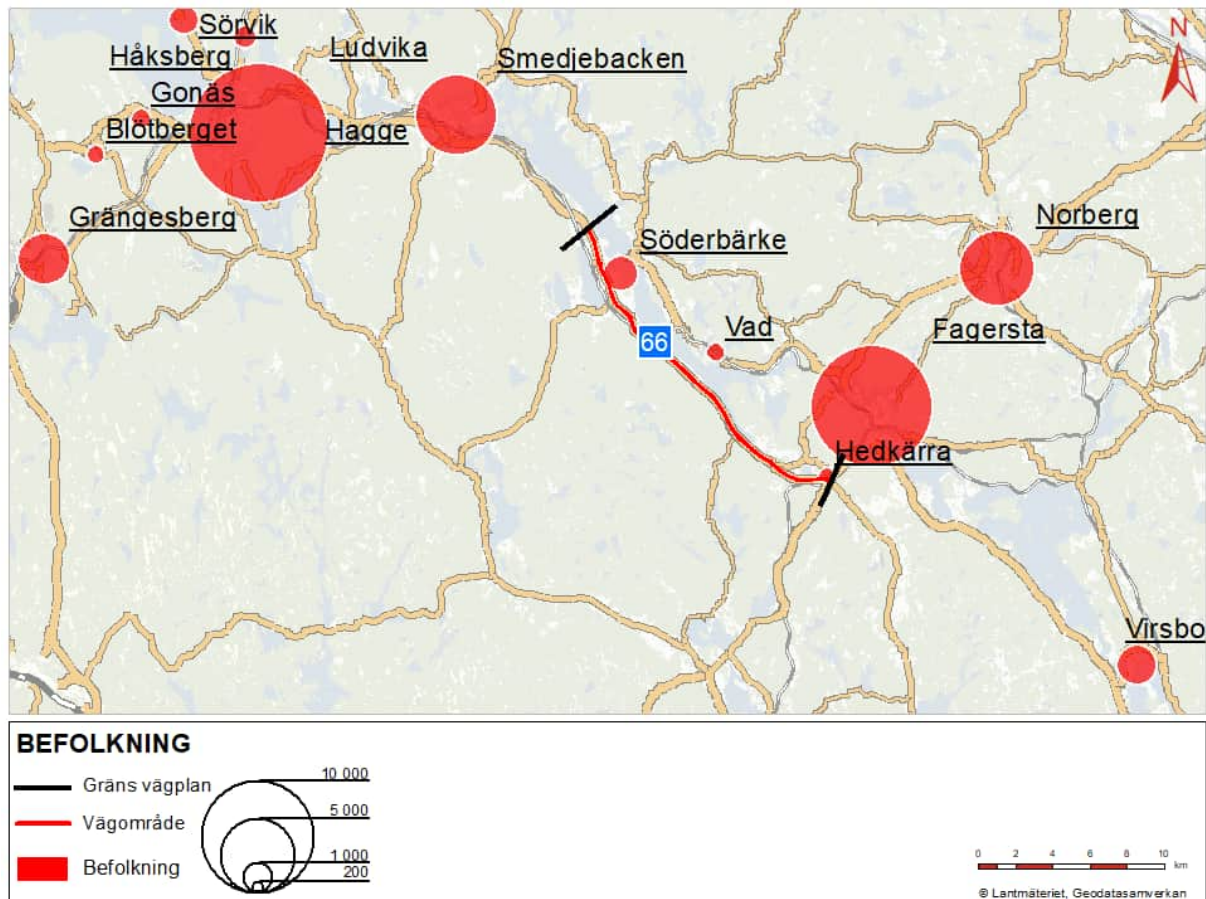 N
Sörvik
Håksberg
Ludvika
Smedjebacken
Gonäs
Blötberget
Hagge
Grängesberg
Söderbärke
Norberg
66
Vad
Fagersta
Hedkärra
Virsbo
BEFOLKNING
Gräns vägplan
Vägområde
Befolkning
10 000
5 000
1 000
200
0 2 4 6 8 10
km
© Lantmäteriet, Geodatasamverkan